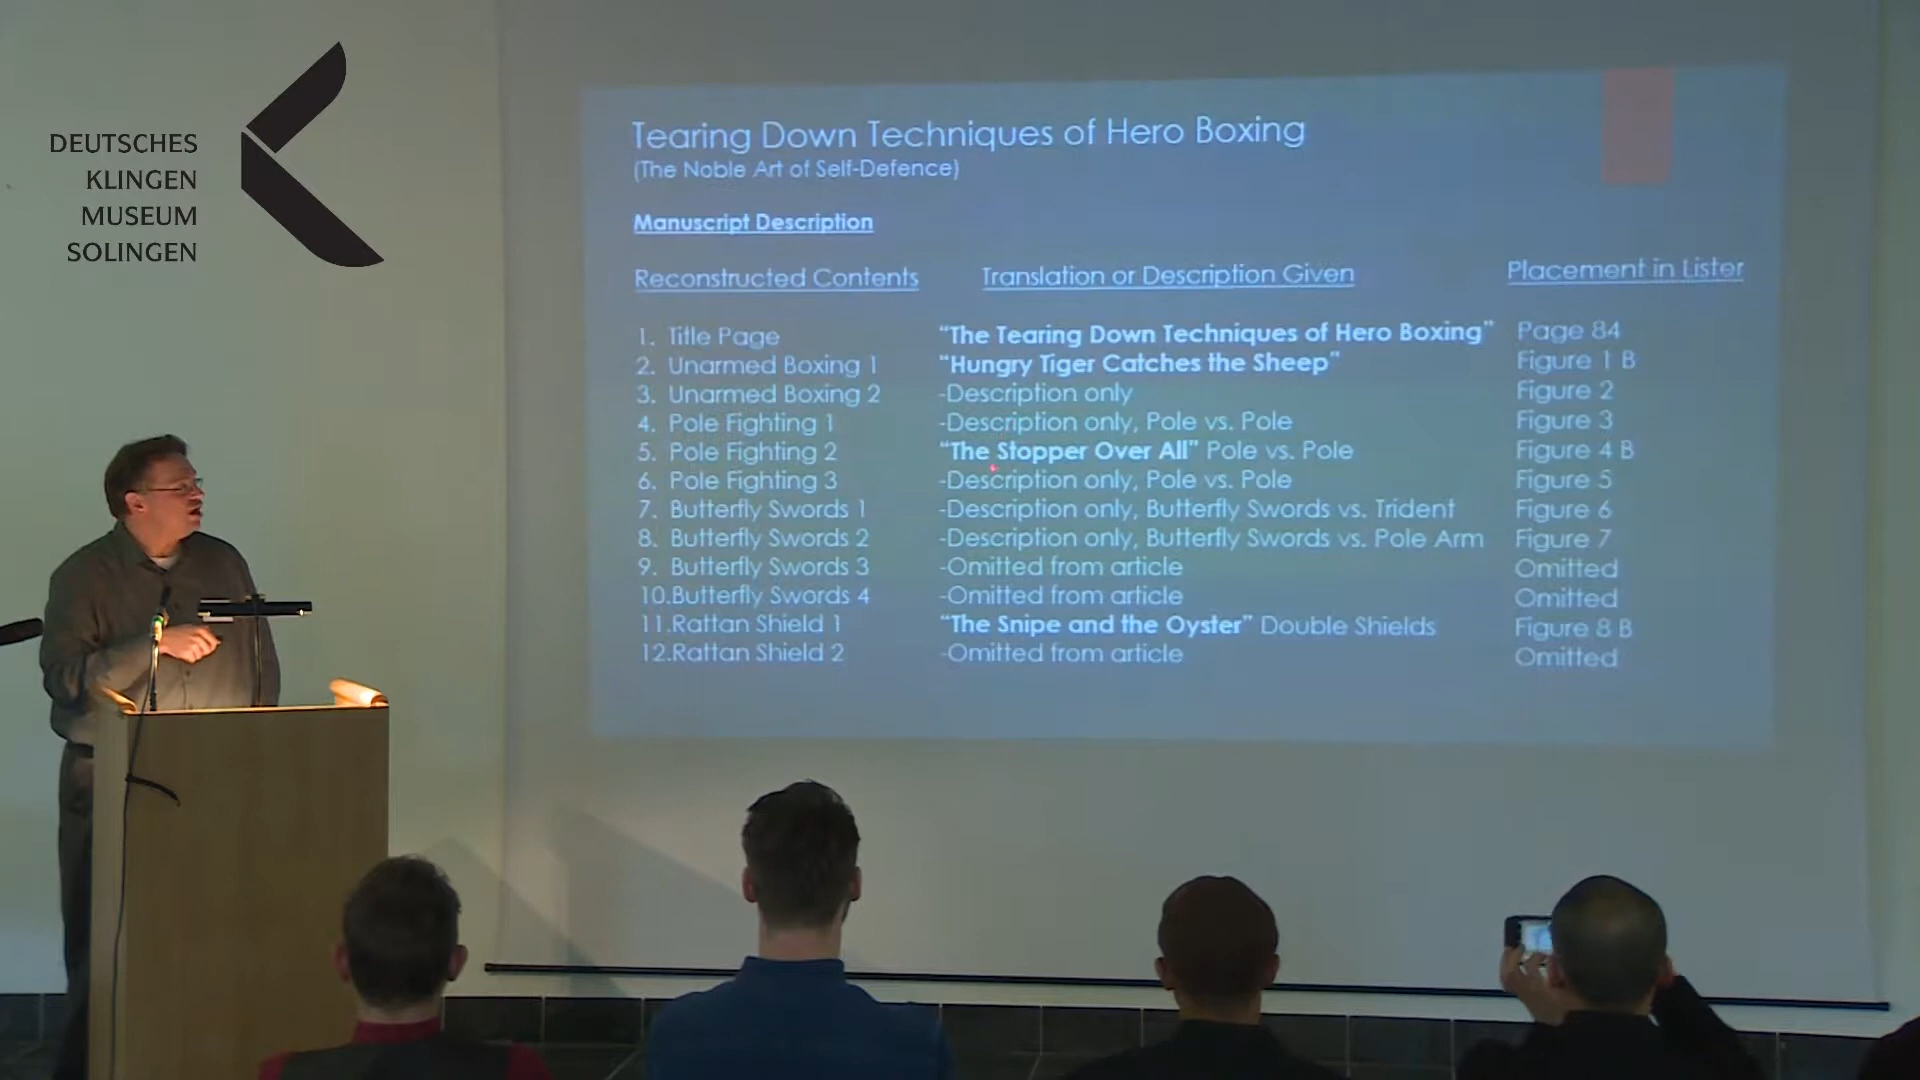 DEUTSCHES
KLINGEN
MUSEUM
SOLINGEN
Tearing Down Techniques of Hero Boxing
(The Noble Art of Self-Defence)
Manuscript Description
Reconstructed Contents Translation or Description Given Placement in Lister
1. Title Page "The Tearing Down Techniques of Hero Boxing" Page 84
2. Unarmed Boxing 1 "Hungry Tiger Catches the Sheep" Figure 1 B
3. Unarmed Boxing 2 -Description only Figure 2
4. Pole Fighting 1 -Description only, Pole vs. Pole Figure 3
5. Pole Fighting 2 "The Stopper Over All" Pole vs. Pole Figure 4 B
6. Pole Fighting 3 -Description only, Pole vs. Pole Figure 5
7. Butterfly Swords 1 -Description only, Butterfly Swords vs. Trident Figure 6
8. Butterfly Swords 2 -Description only, Butterfly Swords vs. Pole Arm Figure 7
9. Butterfly Swords 3 -Omitted from article Omitted
10.Butterfly Swords 4 -Omitted from article Omitted
11.Rattan Shield 1 "The Snipe and the Oyster" Double Shields Figure 8 B
12.Rattan Shield 2 -Omitted from article Omitted